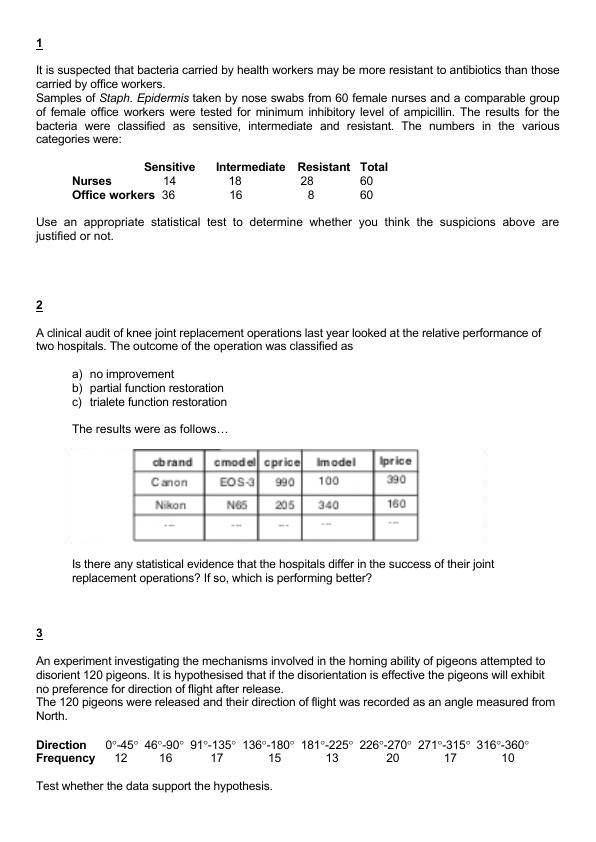 1
It is suspected that bacteria carried by health workers may be more resistant to antibiotics than those
carried by office workers.
Samples of Staph. Epidermis taken by nose swabs from 60 female nurses and a comparable group
of female office workers were tested for minimum inhibitory level of ampicillin. The results for the
bacteria were classified as sensitive, intermediate and resistant. The numbers in the various
categories were:
Sensitive Intermediate Resistant Total
Nurses 14 18 28 60
Office workers 36 16 8 60
Use an appropriate statistical test to determine whether you think the suspicions above are
justified or not.
2
A clinical audit of knee joint replacement operations last year looked at the relative performance of
two hospitals. The outcome of the operation was classified as
a) no improvement
b) partial function restoration
c) trialete function restoration
The results were as follows…
cbrand cmodel cprice lmodel lprice
Canon EOS-3 990 100 390
Nikon N65 205 340 160
--- --- --- --- ---
Is there any statistical evidence that the hospitals differ in the success of their joint
replacement operations? If so, which is performing better?
3
An experiment investigating the mechanisms involved in the homing ability of pigeons attempted to
disorient 120 pigeons. It is hypothesised that if the disorientation is effective the pigeons will exhibit
no preference for direction of flight after release.
The 120 pigeons were released and their direction of flight was recorded as an angle measured from
North.
Direction 0°-45° 46°-90° 91°-135° 136°-180° 181°-225° 226°-270° 271°-315° 316°-360°
Frequency 12 16 17 15 13 20 17 10
Test whether the data support the hypothesis.